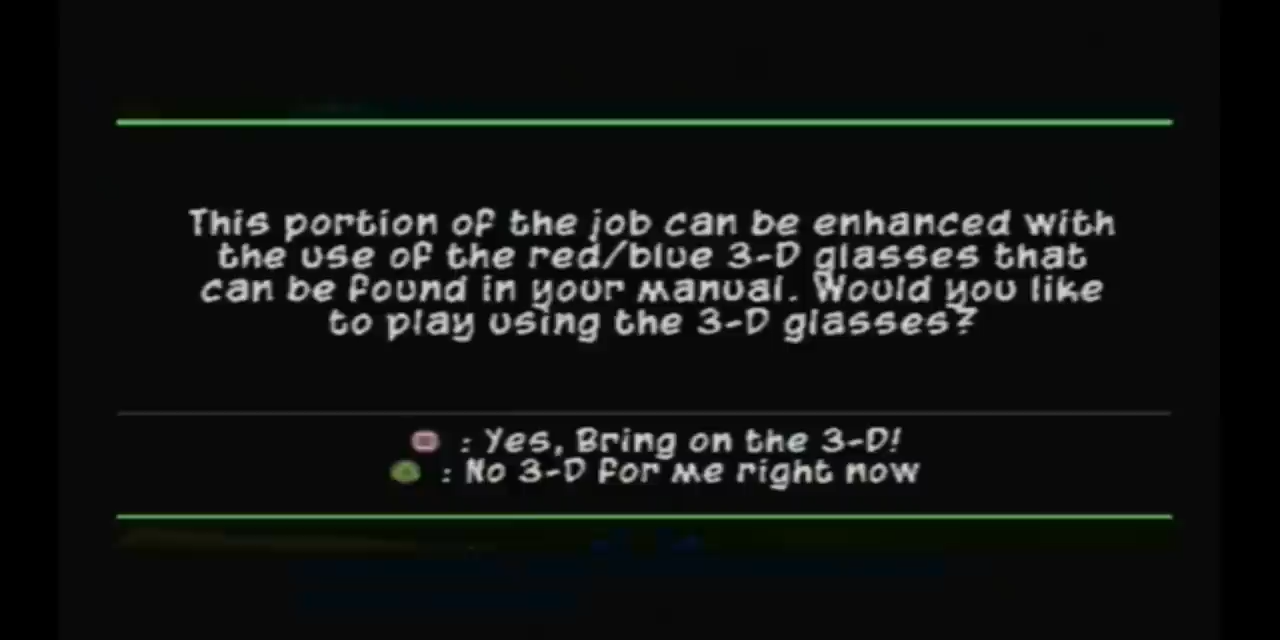 This portion of the job can be enhanced with
the use of the red/blue 3-D glasses that
can be found in your manual. Would you like
to play using the 3-D glasses?
: Yes, Bring on the 3-D!
: No 3-D for me right now